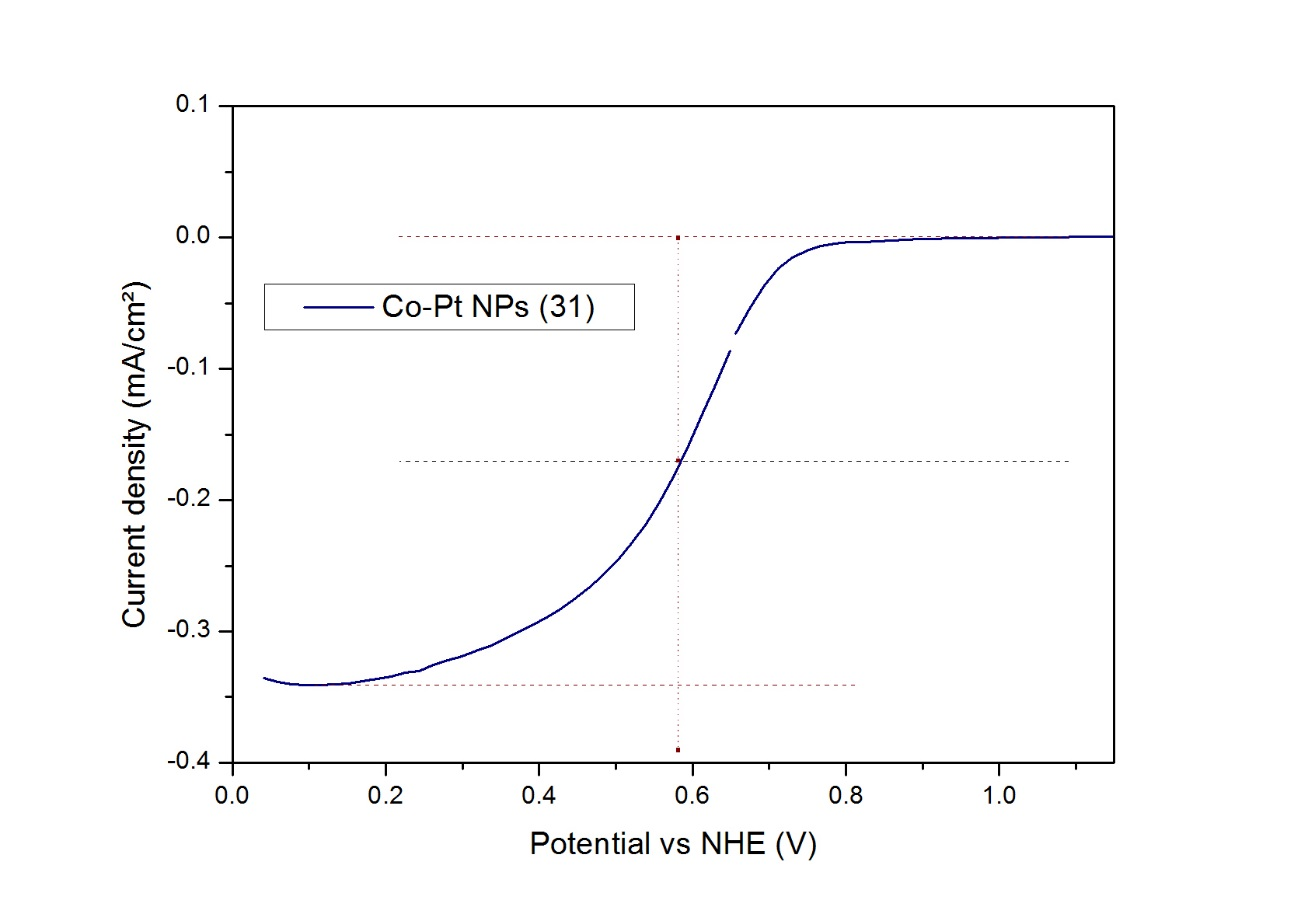 0.1
0.0
-0.1
-0.2
-0.3
-0.4
Current density (mA/cm²)
Co-Pt NPs (31)
0.0 0.2 0.4 0.6 0.8 1.0
Potential vs NHE (V)